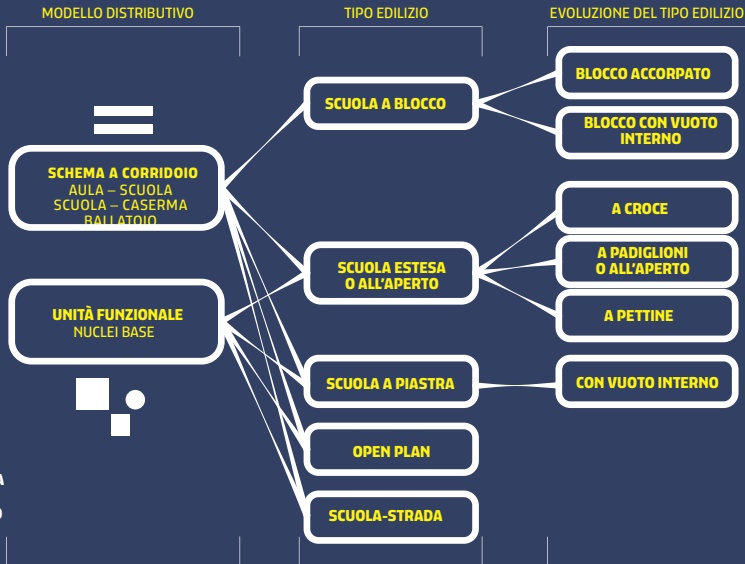 MODELLO DISTRIBUTIVO
TIPO EDILIZIO
EVOLUZIONE DEL TIPO EDILIZIO
SCHEMA A CORRIDOIO
AULA – SCUOLA
SCUOLA – CASERMA
BALLATOIO
UNITÀ FUNZIONALE
NUCLEI BASE
A
O
SCUOLA A BLOCCO
SCUOLA ESTESA
O ALL'APERTO
SCUOLA A PIASTRA
OPEN PLAN
SCUOLA-STRADA
BLOCCO ACCORPATO
BLOCCO CON VUOTO
INTERNO
A CROCE
A PADIGLIONI
O ALL'APERTO
A PETTINE
CON VUOTO INTERNO